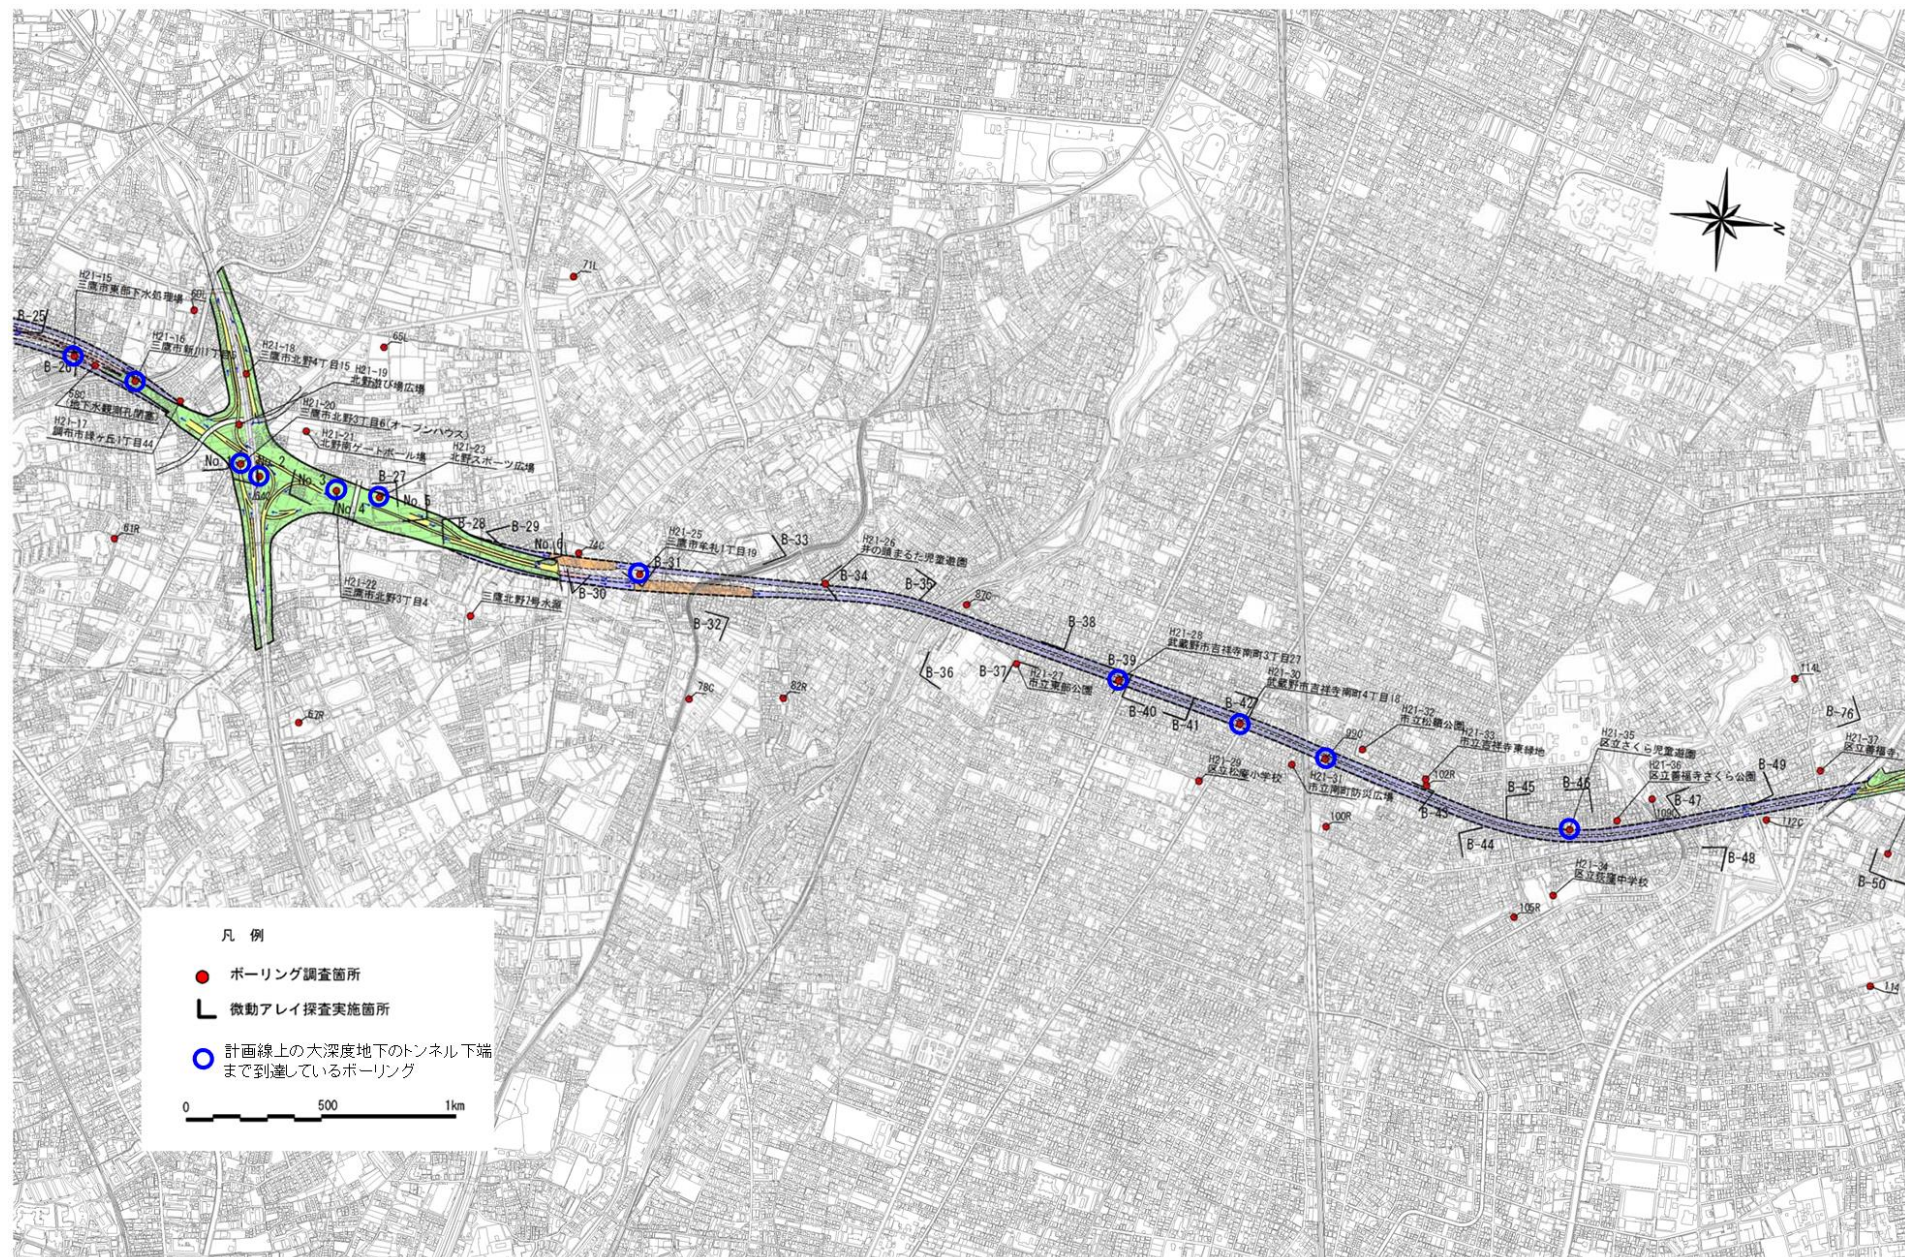 N
71L
H21-15
三鷹市東部下水処理場
60L
B-25
H21-16
三鷹市新川1丁目5
65L
H21-18
三鷹市北野4丁目15
H21-19
北野遊び場広場
B-26
58C
(地下水観測孔閉塞)
H21-17
調布市緑ヶ丘1丁目44
H21-20
三鷹市北野3丁目6(オープンハウス)
H21-21
北野南ゲートボール場
H21-23
北野スポーツ広場
No.1
No.2
No.3
B-27
No.4
No.5
64C
B-28
B-29
61R
No.6
74C
H21-25
三鷹市牟礼1丁目19
B-33
H21-26
井の頭まるた児童遊園
B-31
B-30
B-34
B-35
H21-22
三鷹市北野3丁目4
三鷹北野7号水源
87C
B-32
B-38
H21-28
武蔵野市吉祥寺南町3丁目27
B-36
B-37
H21-27
市立東部公園
B-39
H21-30
武蔵野市吉祥寺南町4丁目18
78C
82R
67R
B-40
B-41
B-42
H21-32
市立松籟公園
99C
H21-33
市立吉祥寺東緑地
114L
B-76
H21-37
区立善福寺
H21-35
区立さくら児童遊園
H21-36
区立善福寺さくら公園
H21-29
区立松庵小学校
H21-31
市立南町防災広場
102R
B-43
B-45
B-46
B-49
B-47
109C
112C
100R
B-44
B-48
H21-34
区立荻窪中学校
105R
B-50
114
凡 例
ボーリング調査箇所
微動アレイ探査実施箇所
計画線上の大深度地下のトンネル下端
まで到達しているボーリング
0 500 1km